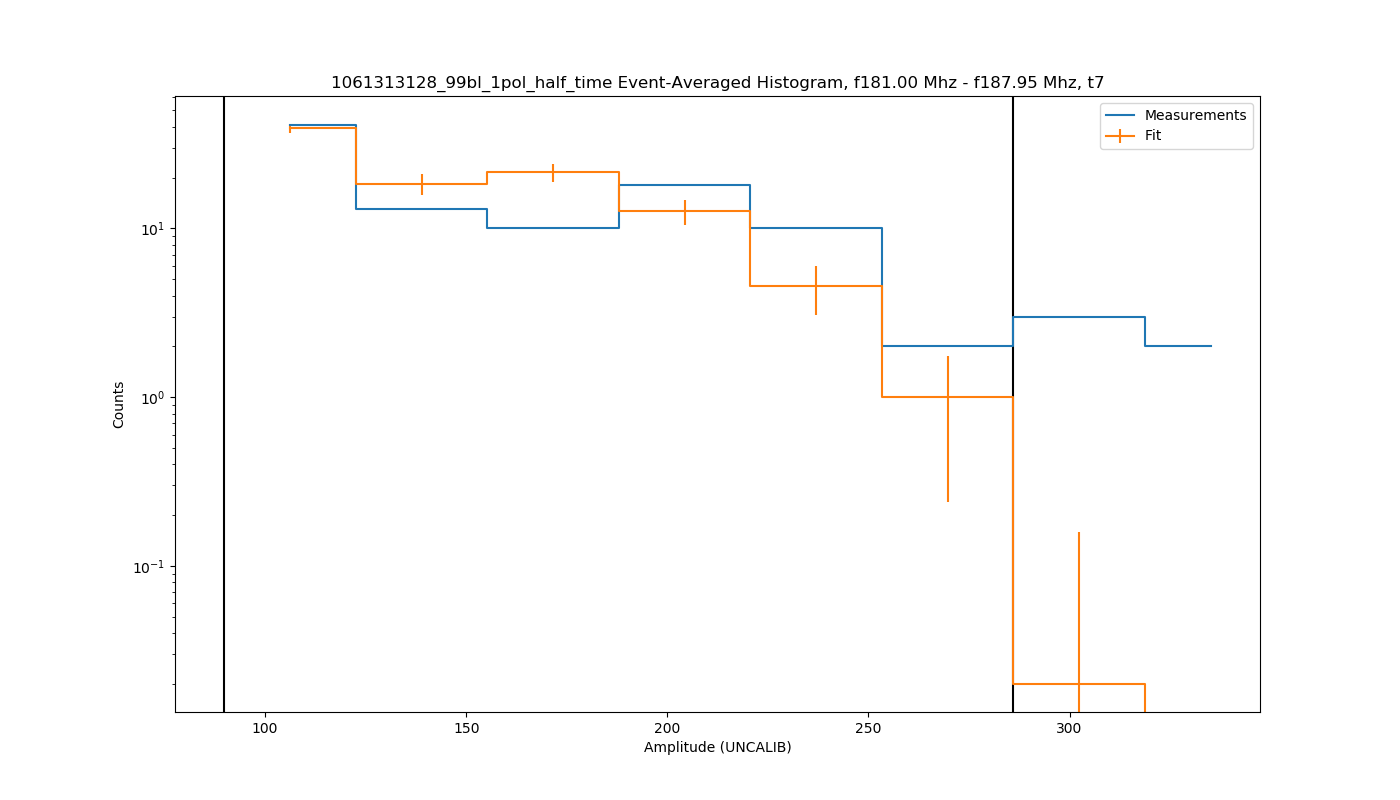 1061313128_99bl_1pol_half_time Event-Averaged Histogram, f181.00 Mhz - f187.95 Mhz, t7
Measurements
Fit
10¹
10⁰
10⁻¹
Counts
100 150 200 250 300
Amplitude (UNCALIB)